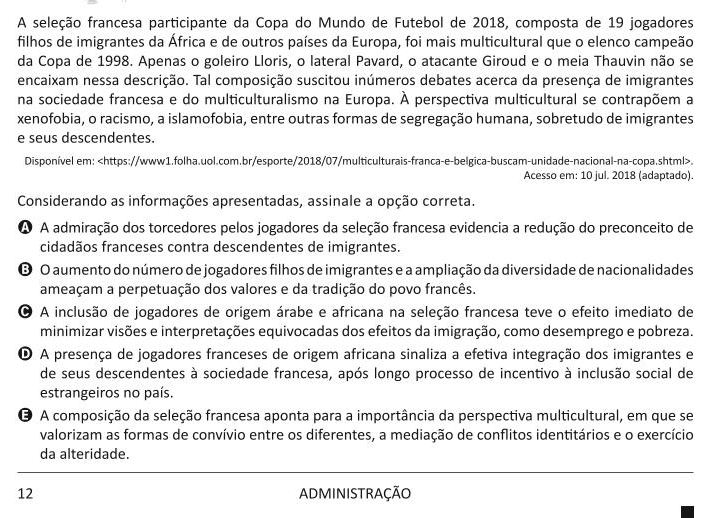 A seleção francesa participante da Copa do Mundo de Futebol de 2018, composta de 19 jogadores
filhos de imigrantes da África e de outros países da Europa, foi mais multicultural que o elenco campeão
da Copa de 1998. Apenas o goleiro Lloris, o lateral Pavard, o atacante Giroud e o meia Thauvin não se
encaixam nessa descrição. Tal composição suscitou inúmeros debates acerca da presença de imigrantes
na sociedade francesa e do multiculturalismo na Europa. À perspectiva multicultural se contrapõem a
xenofobia, o racismo, a islamofobia, entre outras formas de segregação humana, sobretudo de imigrantes
e seus descendentes.
Disponível em: <https://www1.folha.uol.com.br/esporte/2018/07/multiculturais-franca-e-belgica-buscam-unidade-nacional-na-copa.shtml>.
Acesso em: 10 jul. 2018 (adaptado).
Considerando as informações apresentadas, assinale a opção correta.
A A admiração dos torcedores pelos jogadores da seleção francesa evidencia a redução do preconceito de
cidadãos franceses contra descendentes de imigrantes.
B O aumento do número de jogadores filhos de imigrantes e a ampliação da diversidade de nacionalidades
ameaçam a perpetuação dos valores e da tradição do povo francês.
C A inclusão de jogadores de origem árabe e africana na seleção francesa teve o efeito imediato de
minimizar visões e interpretações equivocadas dos efeitos da imigração, como desemprego e pobreza.
D A presença de jogadores franceses de origem africana sinaliza a efetiva integração dos imigrantes e
de seus descendentes à sociedade francesa, após longo processo de incentivo à inclusão social de
estrangeiros no país.
E A composição da seleção francesa aponta para a importância da perspectiva multicultural, em que se
valorizam as formas de convívio entre os diferentes, a mediação de conflitos identitários e o exercício
da alteridade.
12 ADMINISTRAÇÃO